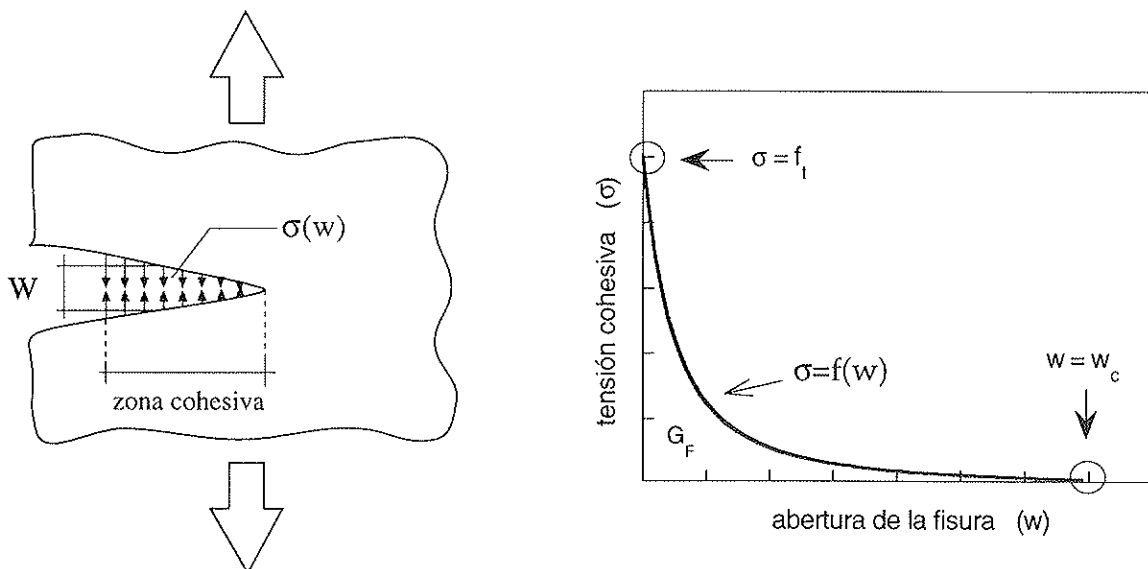 σ(w)
W
zona cohesiva
tensión cohesiva (σ)
σ = f_t
σ=f(w)
w = w_c
G_F
abertura de la fisura (w)